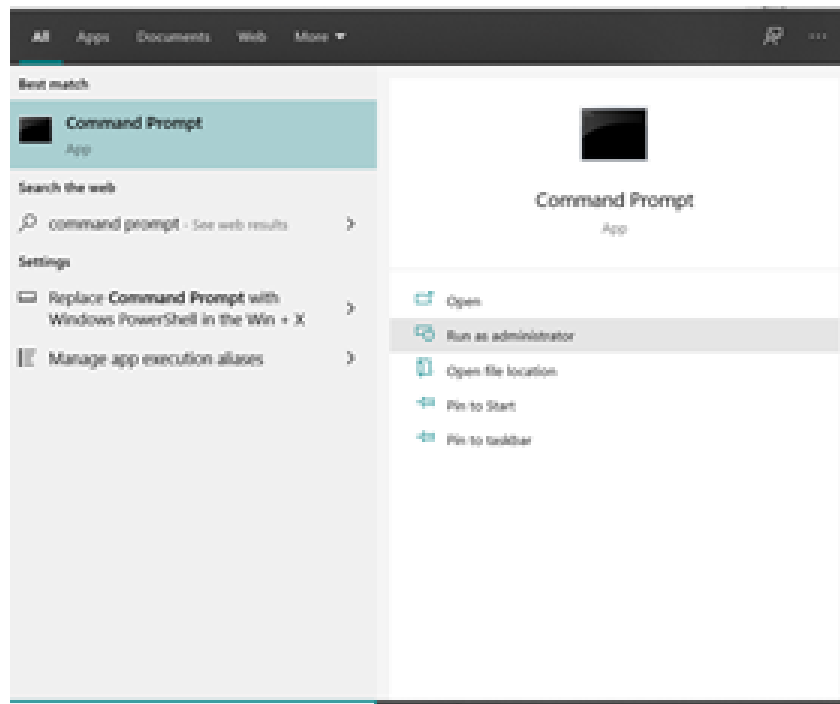 All Apps Documents Web More
Best match
Command Prompt
App
Search the web
command prompt - See web results
Settings
Replace Command Prompt with
Windows PowerShell in the Win + X
Manage app execution aliases
Command Prompt
App
Open
Run as administrator
Open file location
Pin to Start
Pin to taskbar